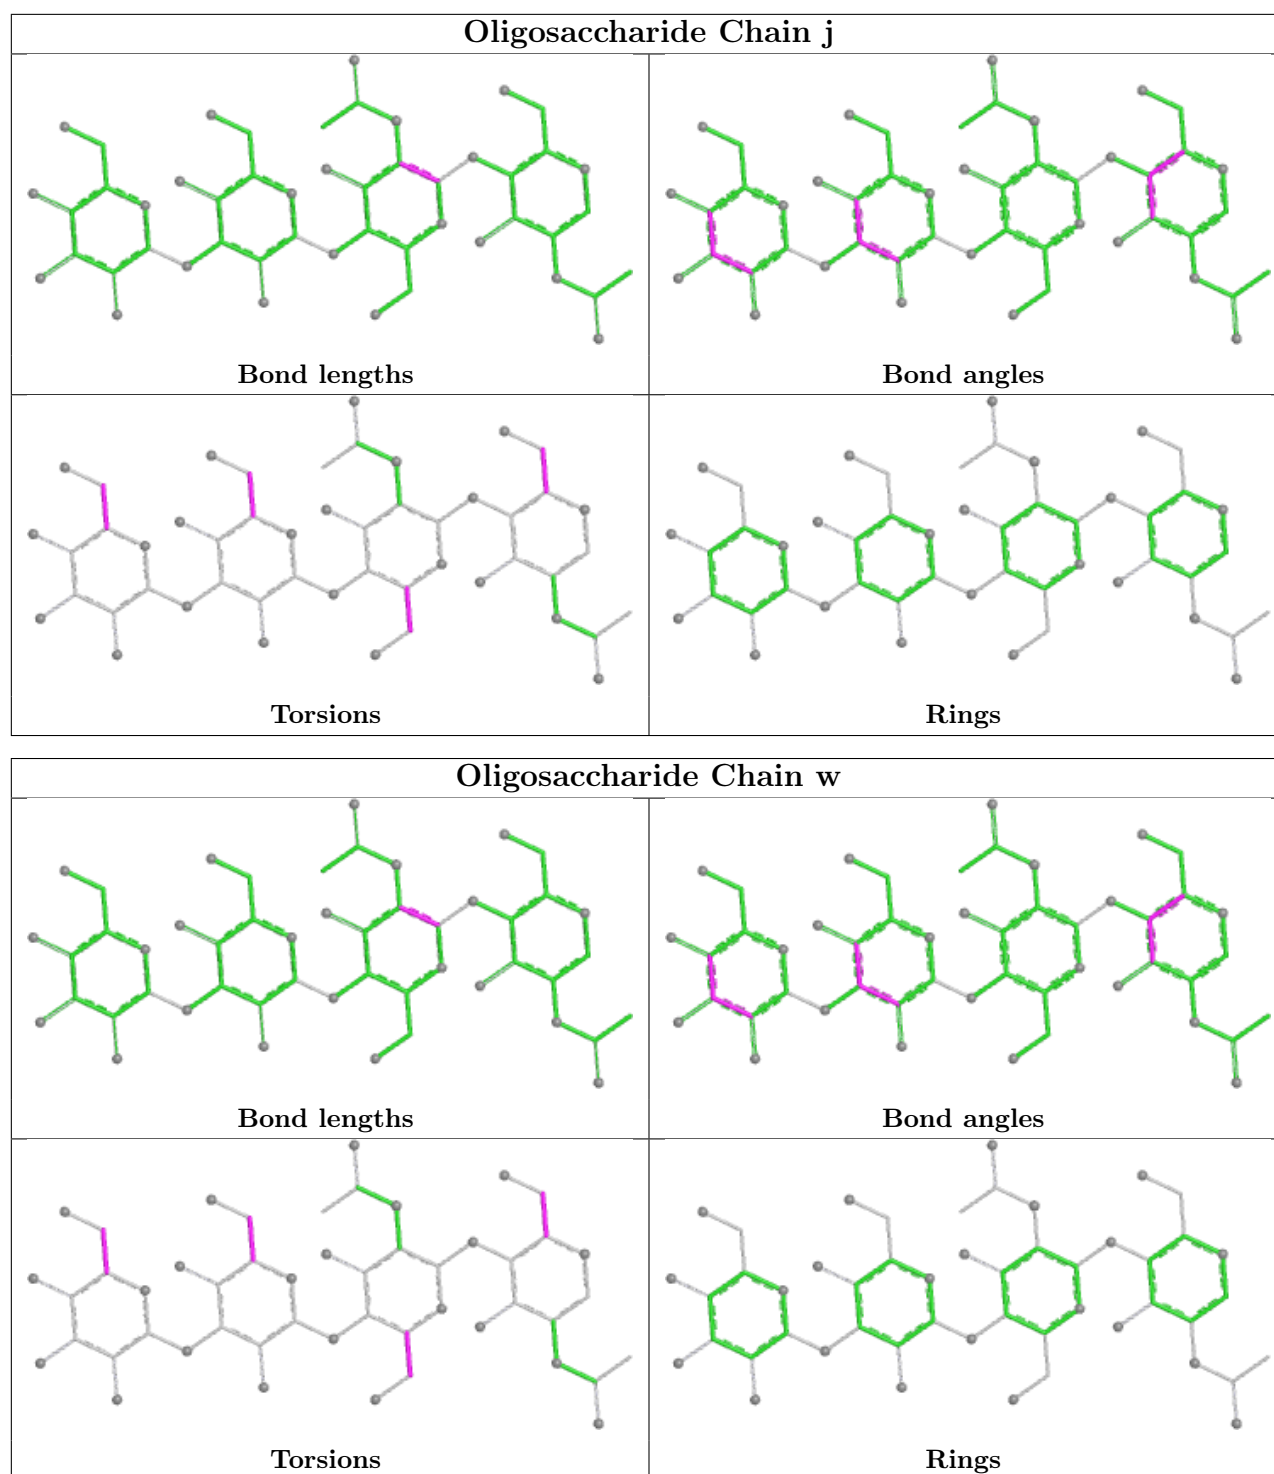 Oligosaccharide Chain j
Bond lengths
Bond angles
Torsions
Rings
Oligosaccharide Chain w
Bond lengths
Bond angles
Torsions
Rings